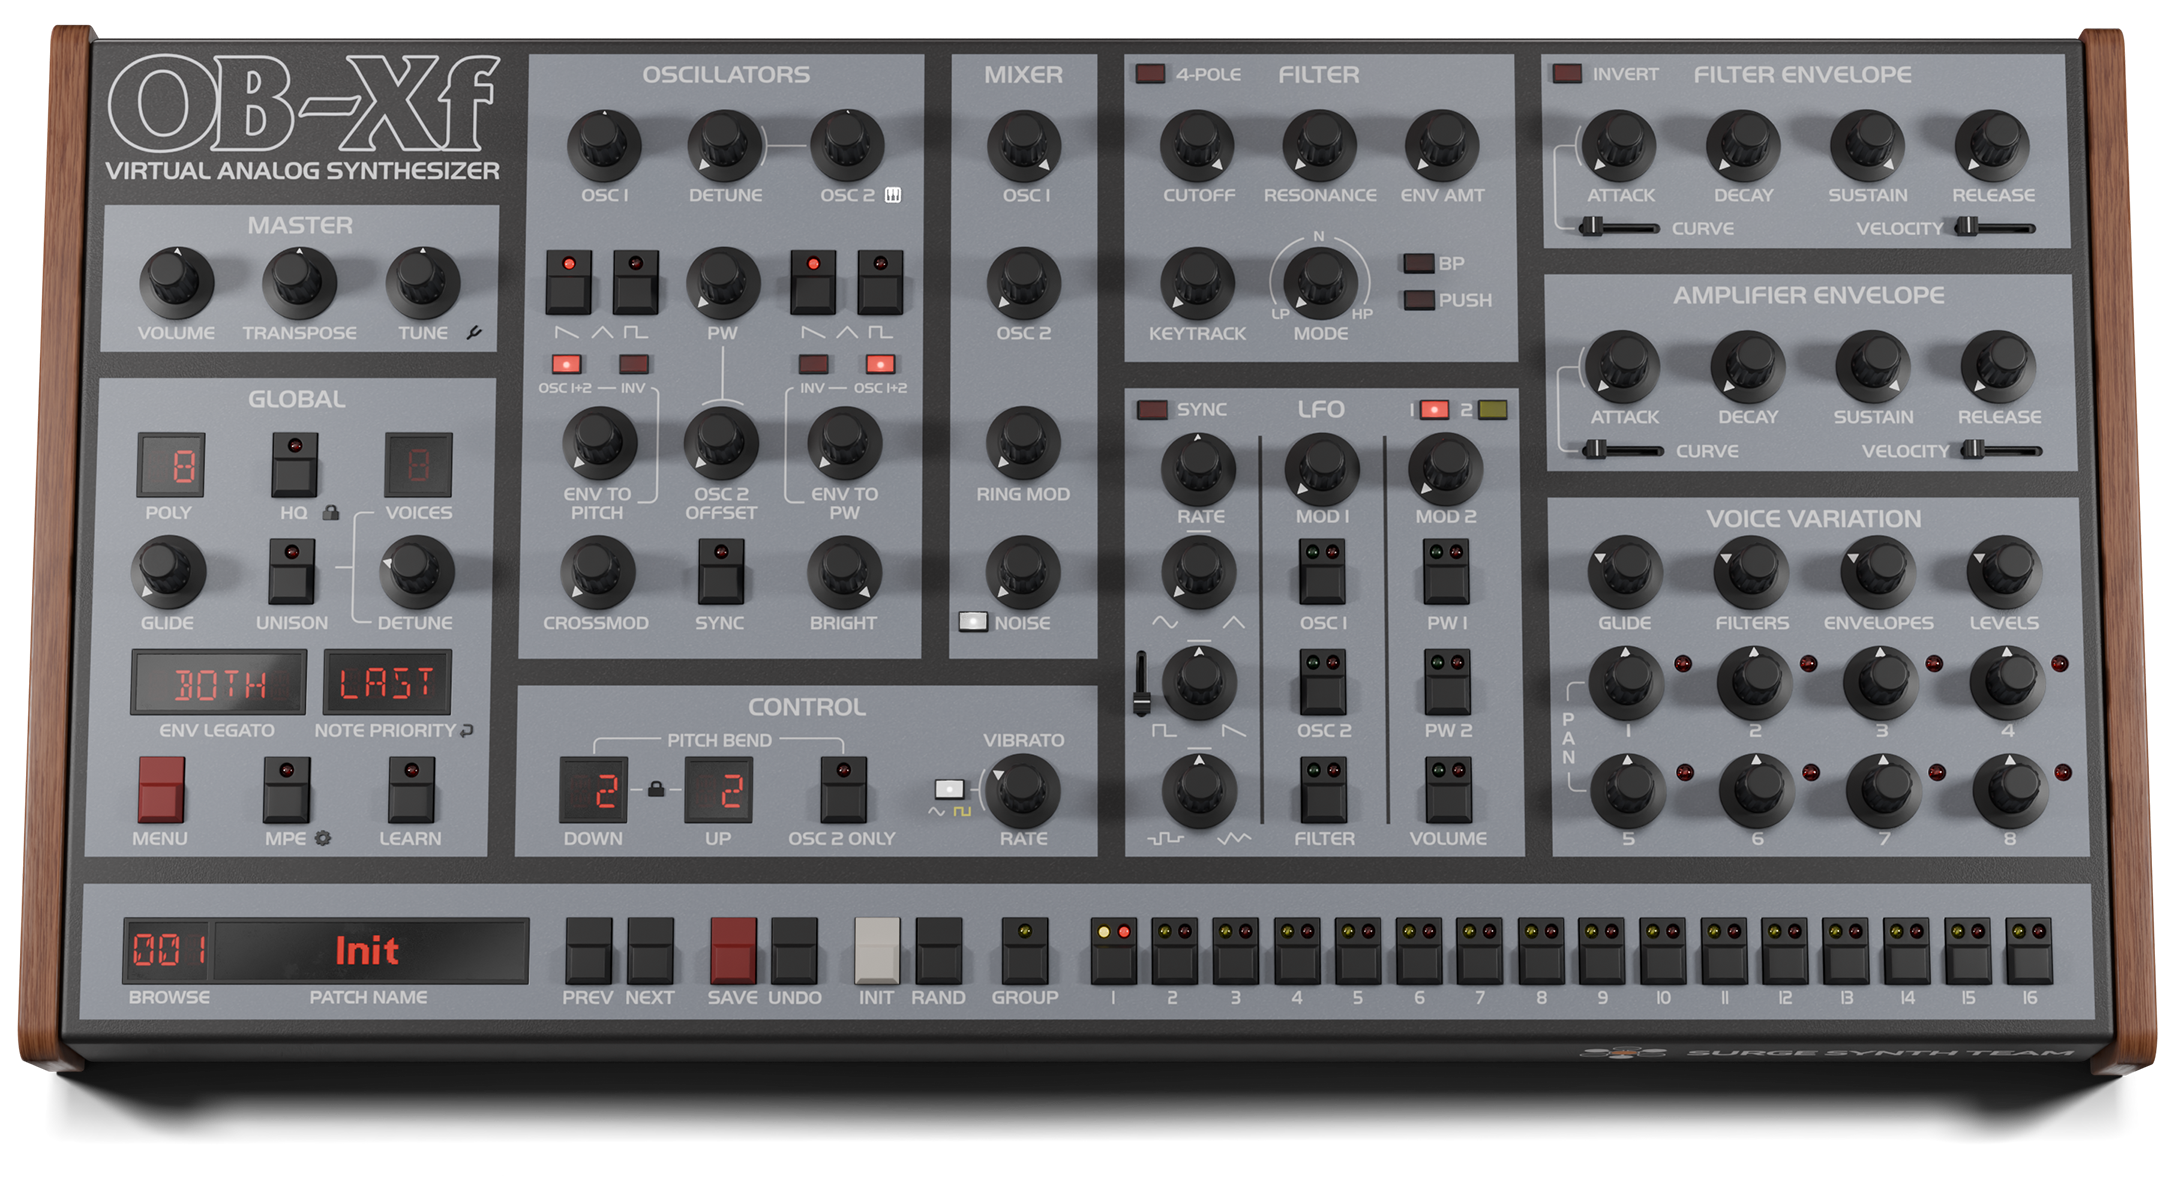 OB-Xf
VIRTUAL ANALOG SYNTHESIZER
MASTER
VOLUME TRANSPOSE TUNE
GLOBAL
8 8
POLY HQ VOICES
GLIDE UNISON DETUNE
BOTH LAST
ENV LEGATO NOTE PRIORITY
MENU MPE LEARN
OSCILLATORS
OSC 1 DETUNE OSC 2
PW
OSC 1+2 INV INV OSC 1+2
ENV TO PITCH
OSC 2 OFFSET
ENV TO PW
CROSSMOD SYNC BRIGHT
MIXER
OSC 1
OSC 2
RING MOD
NOISE
CONTROL
PITCH BEND VIBRATO
2 2
DOWN UP OSC 2 ONLY RATE
4-POLE FILTER
CUTOFF RESONANCE ENV AMT
N
BP
PUSH
LP HP
KEYTRACK MODE
SYNC LFO 1 2
RATE MOD 1 MOD 2
OSC 1 PW 1
OSC 2 PW 2
FILTER VOLUME
INVERT FILTER ENVELOPE
ATTACK DECAY SUSTAIN RELEASE
CURVE VELOCITY
AMPLIFIER ENVELOPE
ATTACK DECAY SUSTAIN RELEASE
CURVE VELOCITY
VOICE VARIATION
GLIDE FILTERS ENVELOPES LEVELS
PAN
1 2 3 4
5 6 7 8
001 Init
BROWSE PATCH NAME PREV NEXT SAVE UNDO INIT RAND GROUP 1 2 3 4 5 6 7 8 9 10 11 12 13 14 15 16
SURGE SYNTH TEAM